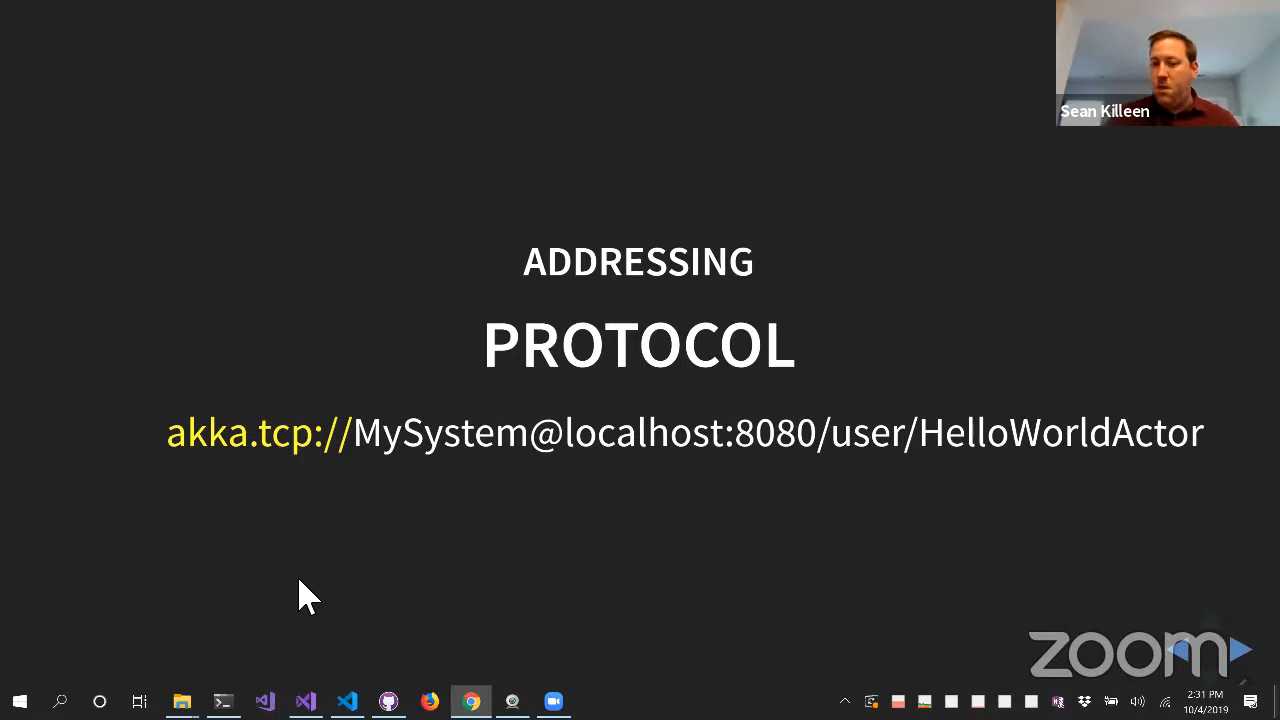 Sean Killeen
ADDRESSING
PROTOCOL
akka.tcp://MySystem@localhost:8080/user/HelloWorldActor
zoom
2:31 PM
10/4/2019